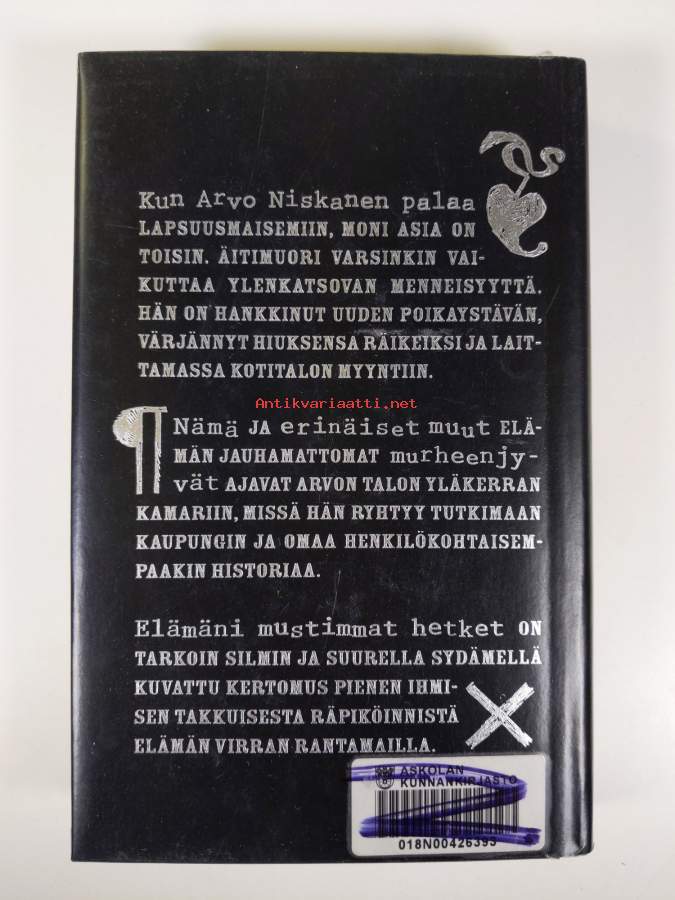 Kun Arvo Niskanen palaa
LAPSUUSMAISEMIIN, MONI ASIA ON
TOISIN. ÄITIMUORI VARSINKIN VAI-
KUTTAA YLENKATSOVAN MENNEISYYTTÄ.
HÄN ON HANKKINUT UUDEN POIKAYSTÄVÄN,
VÄRJÄNNYT HIUKSENSA RÄIKEIKSI JA LAIT-
TAMASSA KOTITALON MYYNTIIN.
Antikvariaatti.net
¶ Nämä JA erinäiset muut ELÄ-
MÄN JAUHAMATTOMAT murheenjy-
vät AJAVAT ARVON TALON YLÄKERRAN
KAMARIIN, MISSÄ HÄN RYHTYY TUTKIMAAN
KAUPUNGIN JA OMAA HENKILÖKOHTAISEM-
PAAKIN HISTORIAA.
Elämäni mustimmat hetket ON
TARKOIN SILMIN JA SUURELLA SYDÄMELLÄ
KUVATTU KERTOMUS PIENEN IHMI-
SEN TAKKUISESTA RÄPIKÖINNISTÄ
ELÄMÄN VIRRAN RANTAMAILLA.
ASKOLAN
KUNNANKIRJASTO
018N00426393